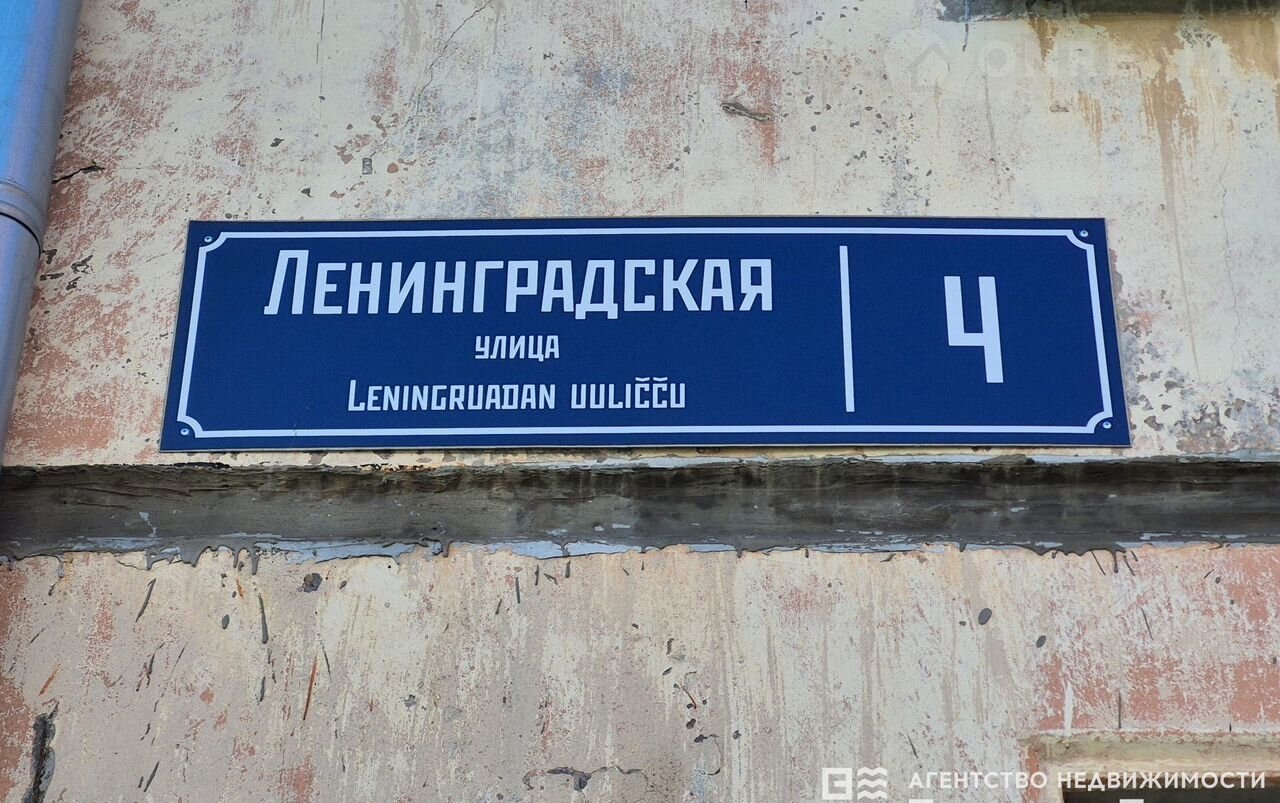 Ленинградская
улица
Leningruadan uuličču
4
АГЕНТСТВО НЕДВИЖИМОСТИ